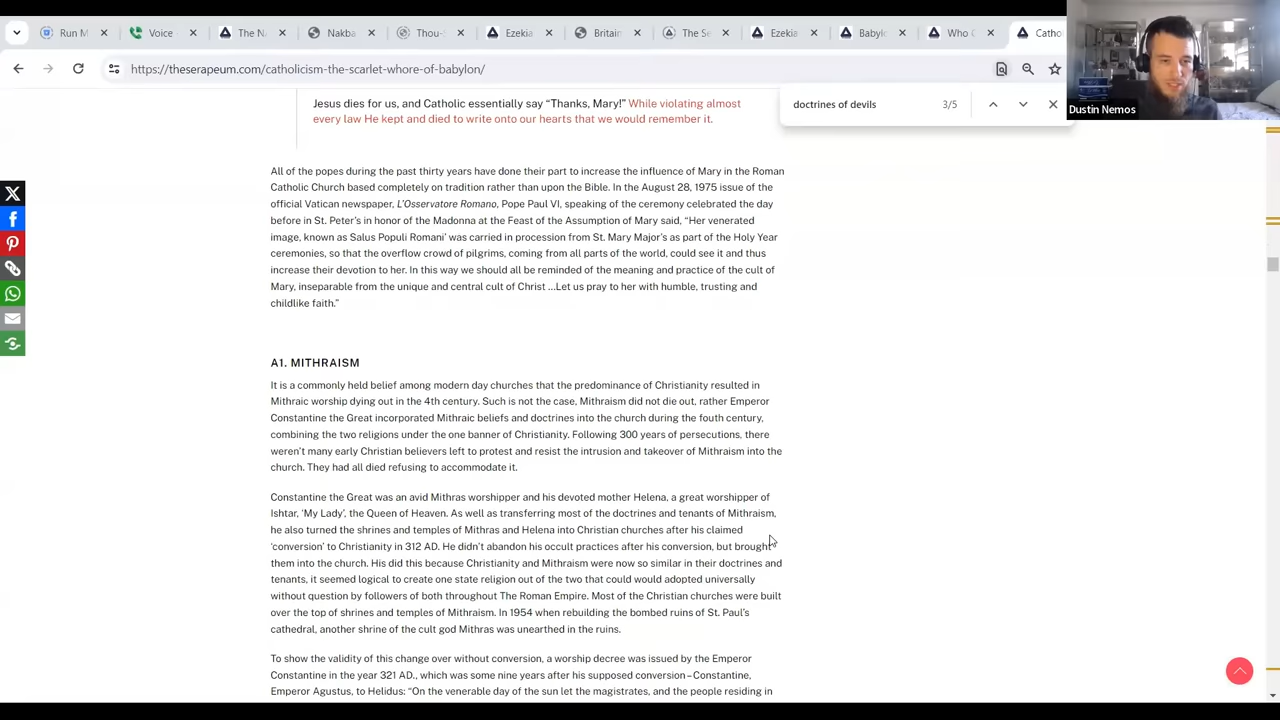 Run M
Voice
The N
Nakba
Thou-
Ezekia
Britain
The Se
Ezekia
Babyl
Who C
Catho
https://theserapeum.com/catholicism-the-scarlet-whore-of-babylon/
doctrines of devils 3/5
Dustin Nemos
Jesus dies for us, and Catholic essentially say “Thanks, Mary!” While violating almost
every law He kept and died to write onto our hearts that we would remember it.
All of the popes during the past thirty years have done their part to increase the influence of Mary in the Roman
Catholic Church based completely on tradition rather than upon the Bible. In the August 28, 1975 issue of the
official Vatican newspaper, L’Osservatore Romano, Pope Paul VI, speaking of the ceremony celebrated the day
before in St. Peter’s in honor of the Madonna at the Feast of the Assumption of Mary said, “Her venerated
image, known as Salus Populi Romani’ was carried in procession from St. Mary Major’s as part of the Holy Year
ceremonies, so that the overflow crowd of pilgrims, coming from all parts of the world, could see it and thus
increase their devotion to her. In this way we should all be reminded of the meaning and practice of the cult of
Mary, inseparable from the unique and central cult of Christ …Let us pray to her with humble, trusting and
childlike faith.”
A1. MITHRAISM
It is a commonly held belief among modern day churches that the predominance of Christianity resulted in
Mithraic worship dying out in the 4th century. Such is not the case, Mithraism did not die out, rather Emperor
Constantine the Great incorporated Mithraic beliefs and doctrines into the church during the fouth century,
combining the two religions under the one banner of Christianity. Following 300 years of persecutions, there
weren’t many early Christian believers left to protest and resist the intrusion and takeover of Mithraism into the
church. They had all died refusing to accommodate it.
Constantine the Great was an avid Mithras worshipper and his devoted mother Helena, a great worshipper of
Ishtar, ‘My Lady’, the Queen of Heaven. As well as transferring most of the doctrines and tenants of Mithraism,
he also turned the shrines and temples of Mithras and Helena into Christian churches after his claimed
‘conversion’ to Christianity in 312 AD. He didn’t abandon his occult practices after his conversion, but brought
them into the church. His did this because Christianity and Mithraism were now so similar in their doctrines and
tenants, it seemed logical to create one state religion out of the two that could would adopted universally
without question by followers of both throughout The Roman Empire. Most of the Christian churches were built
over the top of shrines and temples of Mithraism. In 1954 when rebuilding the bombed ruins of St. Paul’s
cathedral, another shrine of the cult god Mithras was unearthed in the ruins.
To show the validity of this change over without conversion, a worship decree was issued by the Emperor
Constantine in the year 321 AD., which was some nine years after his supposed conversion – Constantine,
Emperor Agustus, to Helidus: “On the venerable day of the sun let the magistrates, and the people residing in